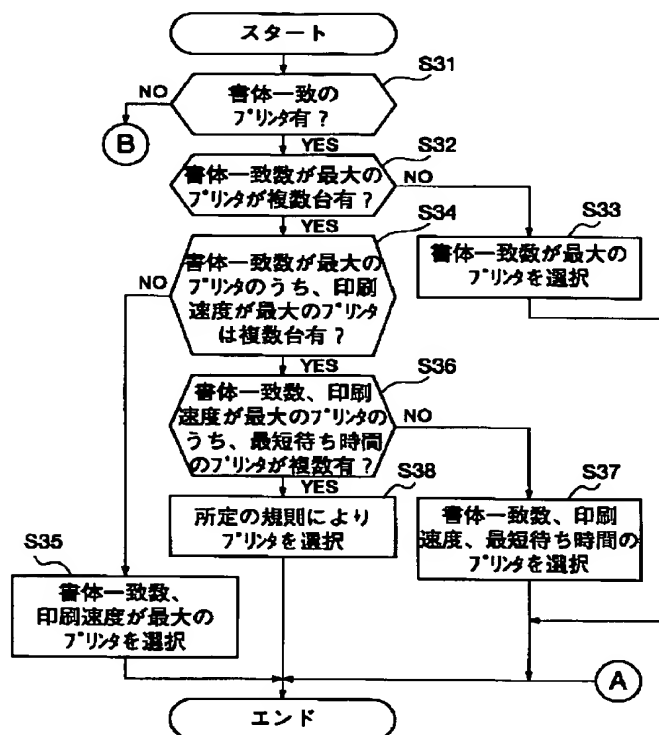 スタート
S31
書体一致の
プリンタ有？
NO
B
YES
S32
書体一致数が最大の
プリンタが複数台有？
NO
YES
S33
書体一致数が最大の
プリンタを選択
S34
書体一致数が最大の
プリンタのうち、印刷
速度が最大のプリンタ
は複数台有？
NO
YES
S36
書体一致数、印刷
速度が最大のプリンタの
うち、最短待ち時間
のプリンタが複数有？
NO
YES
S38
所定の規則により
プリンタを選択
S37
書体一致数、印刷
速度、最短待ち時間の
プリンタを選択
S35
書体一致数、
印刷速度が最大の
プリンタを選択
A
エンド